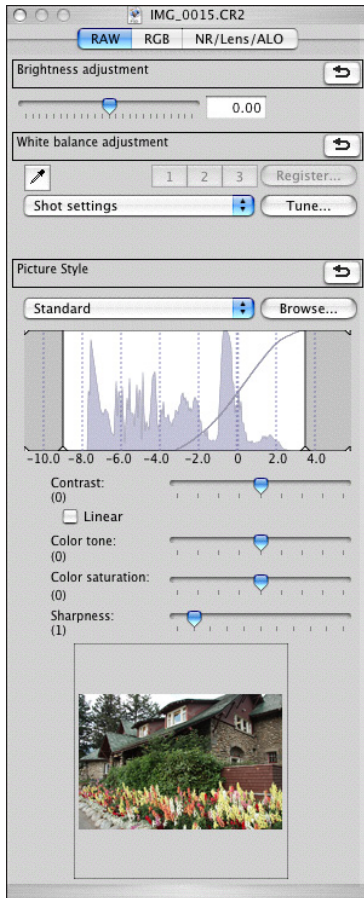 IMG_0015.CR2
RAW RGB NR/Lens/ALO
Brightness adjustment
0.00
White balance adjustment
1 2 3 Register...
Shot settings Tune...
Picture Style
Standard Browse...
-10.0 -8.0 -6.0 -4.0 -2.0 0 2.0 4.0
Contrast:
(0)
Linear
Color tone:
(0)
Color saturation:
(0)
Sharpness:
(1)